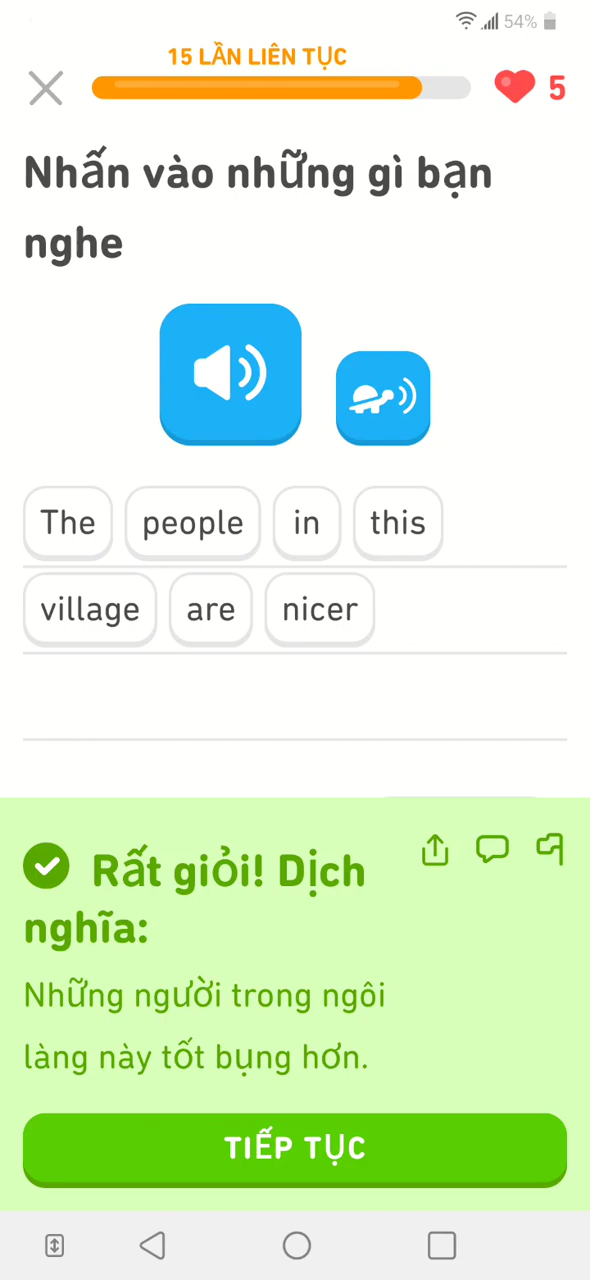 54%
15 LẦN LIÊN TỤC
5
Nhấn vào những gì bạn
nghe
The people in this
village are nicer
Rất giỏi! Dịch
nghĩa:
Những người trong ngôi
làng này tốt bụng hơn.
TIẾP TỤC